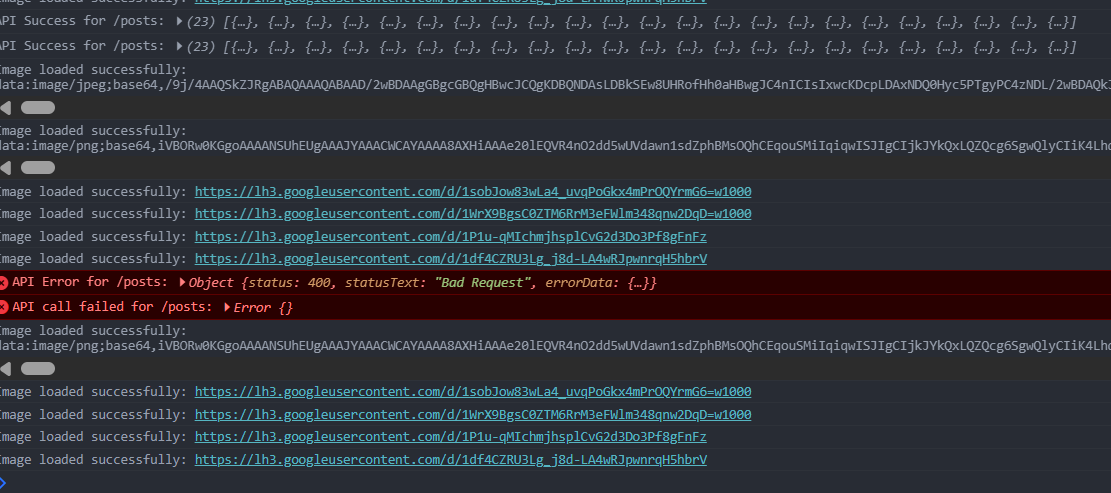 API Success for /posts: ▶(23) [{…}, {…}, {…}, {…}, {…}, {…}, {…}, {…}, {…}, {…}, {…}, {…}, {…}, {…}, {…}, {…}, {…}, {…}, {…}, {…}, {…}, {…}, {…}]
API Success for /posts: ▶(23) [{…}, {…}, {…}, {…}, {…}, {…}, {…}, {…}, {…}, {…}, {…}, {…}, {…}, {…}, {…}, {…}, {…}, {…}, {…}, {…}, {…}, {…}, {…}]
Image loaded successfully:
data:image/jpeg;base64,/9j/4AAQSkZJRgABAQAAAQABAAD/2wBDAAgGBgcGBQgHBwcJCQgKDBQNDAsLDBkSEw8UHRofHh0aHBwgJC4nICIsIxwcKDcpLDAxNDQ0Hyc5PTgyPC4zNDL/2wBDAQkJ
Image loaded successfully:
data:image/png;base64,iVBORw0KGgoAAAANSUhEUgAAAJYAAACWCAYAAAA8AXHiAAAe20lEQVR4nO2dd5wUVdawn1sdZphBMsOQhCEqouSMiIqiqwISJIgCIjkJYkQxLQZQcg6SgwQlyCIiK4Lhd
Image loaded successfully: https://lh3.googleusercontent.com/d/1sobJow83wLa4_uvqPoGkx4mPrOQYrmG6=w1000
Image loaded successfully: https://lh3.googleusercontent.com/d/1WrX9BgsC0ZTM6RrM3eFWlm348qnw2DqD=w1000
Image loaded successfully: https://lh3.googleusercontent.com/d/1P1u-qMIchmjhsplCvG2d3Do3Pf8gFnFz
Image loaded successfully: https://lh3.googleusercontent.com/d/1df4CZRU3Lg_j8d-LA4wRJpwnrqH5hbrV
API Error for /posts: ▶Object {status: 400, statusText: "Bad Request", errorData: {…}}
API call failed for /posts: ▶Error {}
Image loaded successfully:
data:image/png;base64,iVBORw0KGgoAAAANSUhEUgAAAJYAAACWCAYAAAA8AXHiAAAe20lEQVR4nO2dd5wUVdawn1sdZphBMsOQhCEqouSMiIqiqwISJIgCIjkJYkQxLQZQcg6SgwQlyCIiK4Lhd
Image loaded successfully: https://lh3.googleusercontent.com/d/1sobJow83wLa4_uvqPoGkx4mPrOQYrmG6=w1000
Image loaded successfully: https://lh3.googleusercontent.com/d/1WrX9BgsC0ZTM6RrM3eFWlm348qnw2DqD=w1000
Image loaded successfully: https://lh3.googleusercontent.com/d/1P1u-qMIchmjhsplCvG2d3Do3Pf8gFnFz
Image loaded successfully: https://lh3.googleusercontent.com/d/1df4CZRU3Lg_j8d-LA4wRJpwnrqH5hbrV